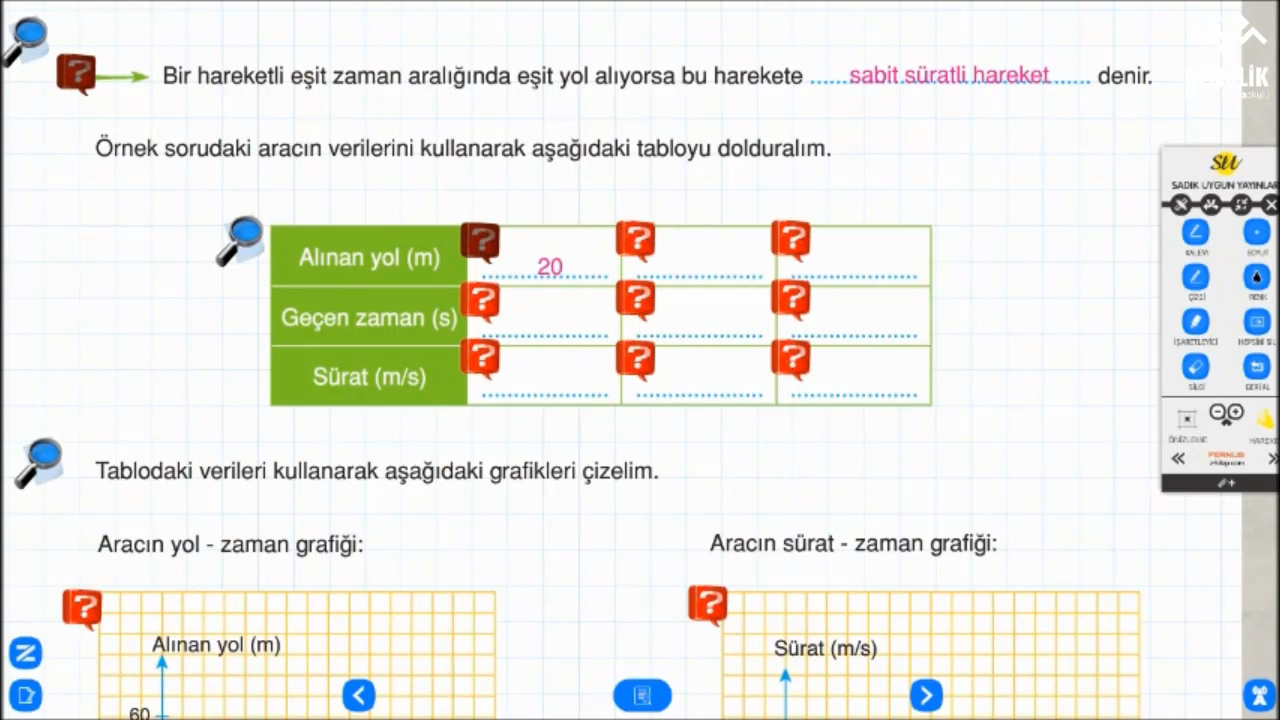 Bir hareketli eşit zaman aralığında eşit yol alıyorsa bu harekete ......sabit süratli hareket...... denir.
Örnek sorudaki aracın verilerini kullanarak aşağıdaki tabloyu dolduralım.
SU
SADIK UYGUN YAYINLAR
Alınan yol (m) 20
Geçen zaman (s)
Sürat (m/s)
ÇİZGİ RENK
İŞARETLEYİCİ HEPSİNİ SİL
SİLGİ GERİ AL
Tablodaki verileri kullanarak aşağıdaki grafikleri çizelim.
Aracın yol - zaman grafiği:
Aracın sürat - zaman grafiği:
Alınan yol (m)
Sürat (m/s)
60